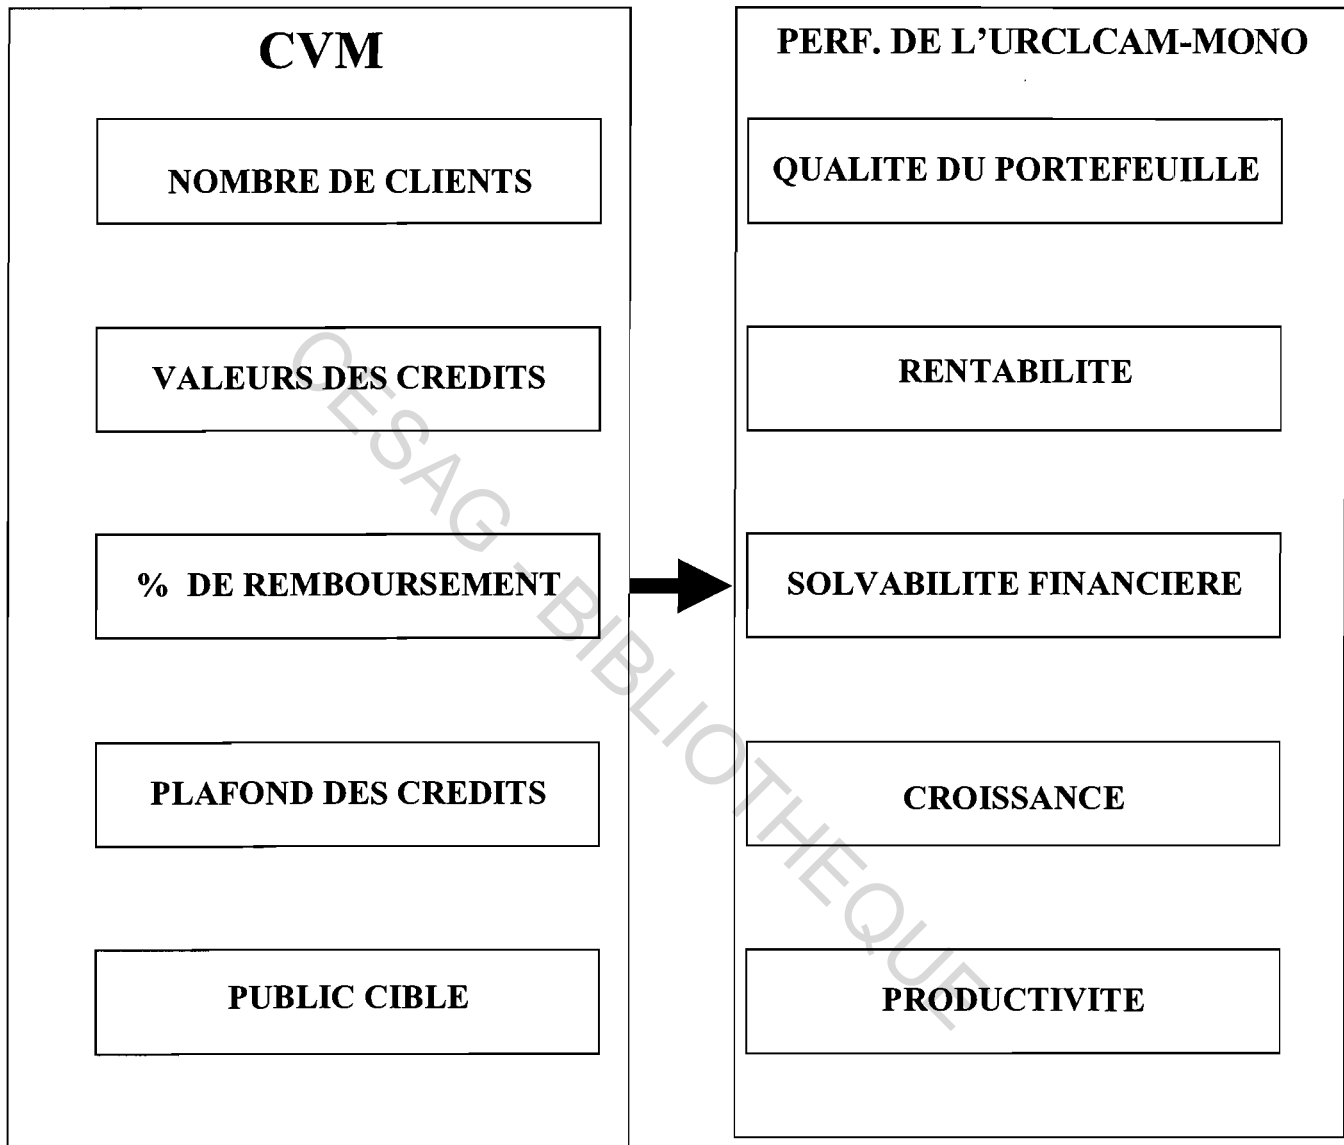 CVM
NOMBRE DE CLIENTS
VALEURS DES CREDITS
% DE REMBOURSEMENT
PLAFOND DES CREDITS
PUBLIC CIBLE
PERF. DE L'URCLCAM-MONO
QUALITE DU PORTEFEUILLE
RENTABILITE
SOLVABILITE FINANCIERE
CROISSANCE
PRODUCTIVITE
CESAG - BIBLIOTHEQUE